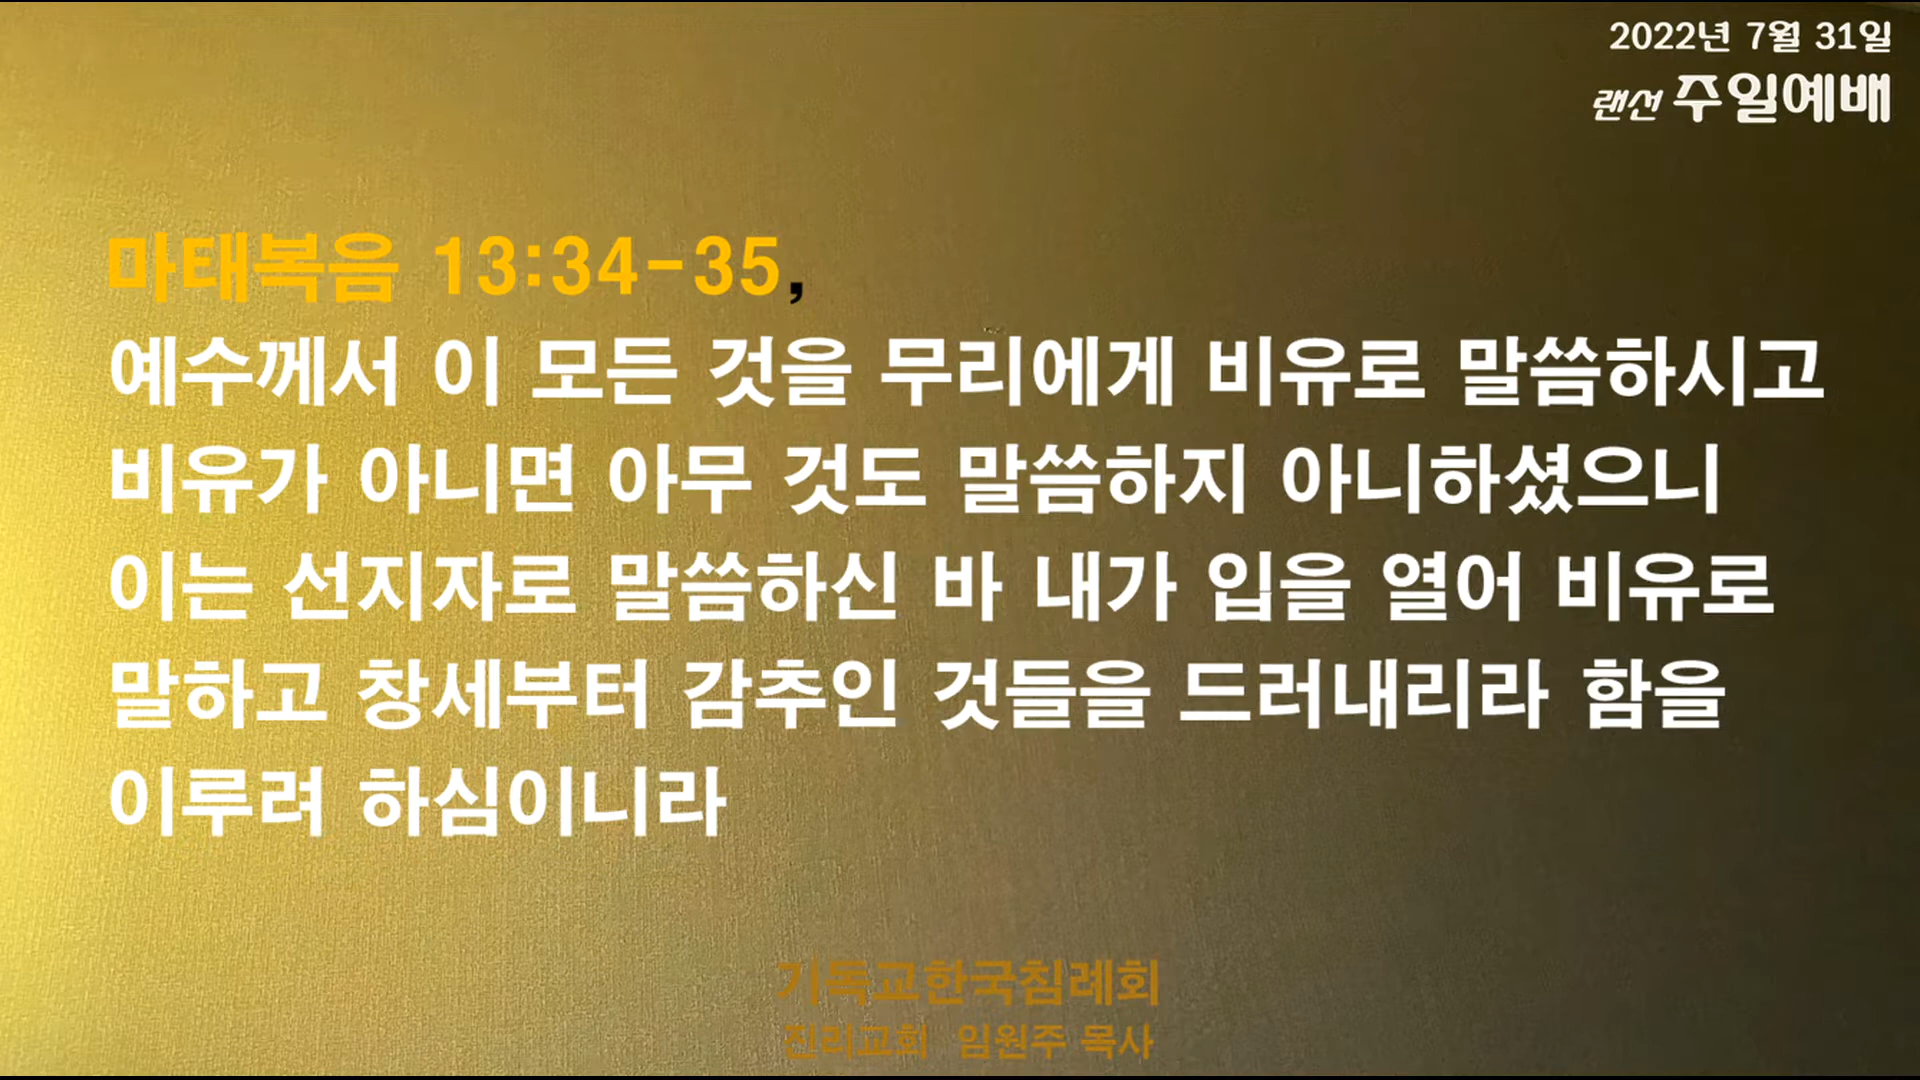 2022년 7월 31일
랜선 주일예배
마태복음 13:34-35,
예수께서 이 모든 것을 무리에게 비유로 말씀하시고
비유가 아니면 아무 것도 말씀하지 아니하셨으니
이는 선지자로 말씀하신 바 내가 입을 열어 비유로
말하고 창세부터 감추인 것들을 드러내리라 함을
이루려 하심이니라
기독교한국침례회
진리교회 임원주 목사